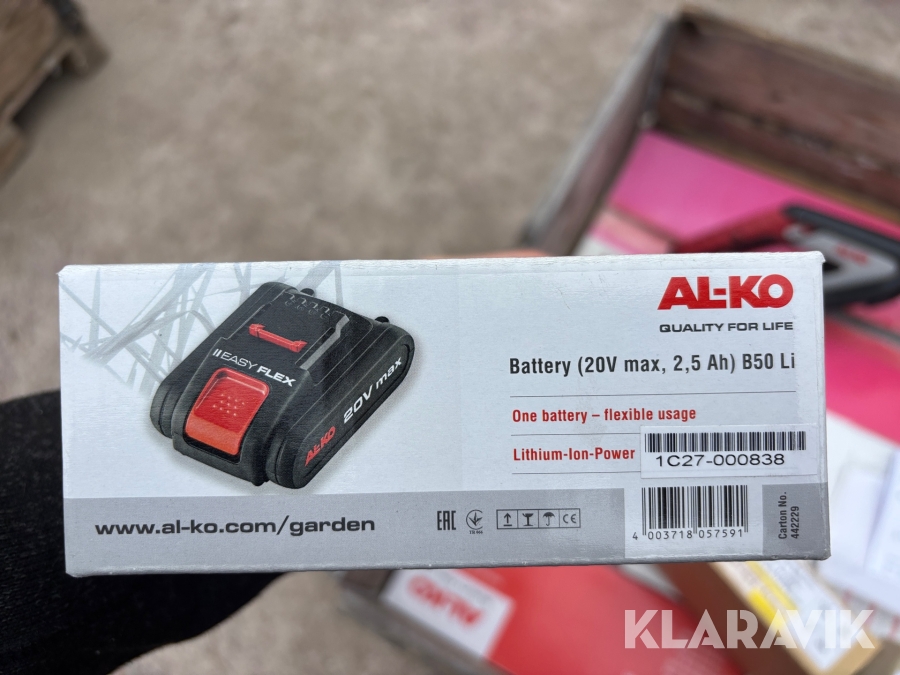 AL-KO
QUALITY FOR LIFE
Battery (20V max, 2,5 Ah) B50 Li
One battery – flexible usage
Lithium-Ion-Power
1C27-000838
EASY FLEX
20V max
AL-KO
www.al-ko.com/garden
EAC
CE
4 003718 057591
Carton No.
442229
AL-KO
KLARAVIK